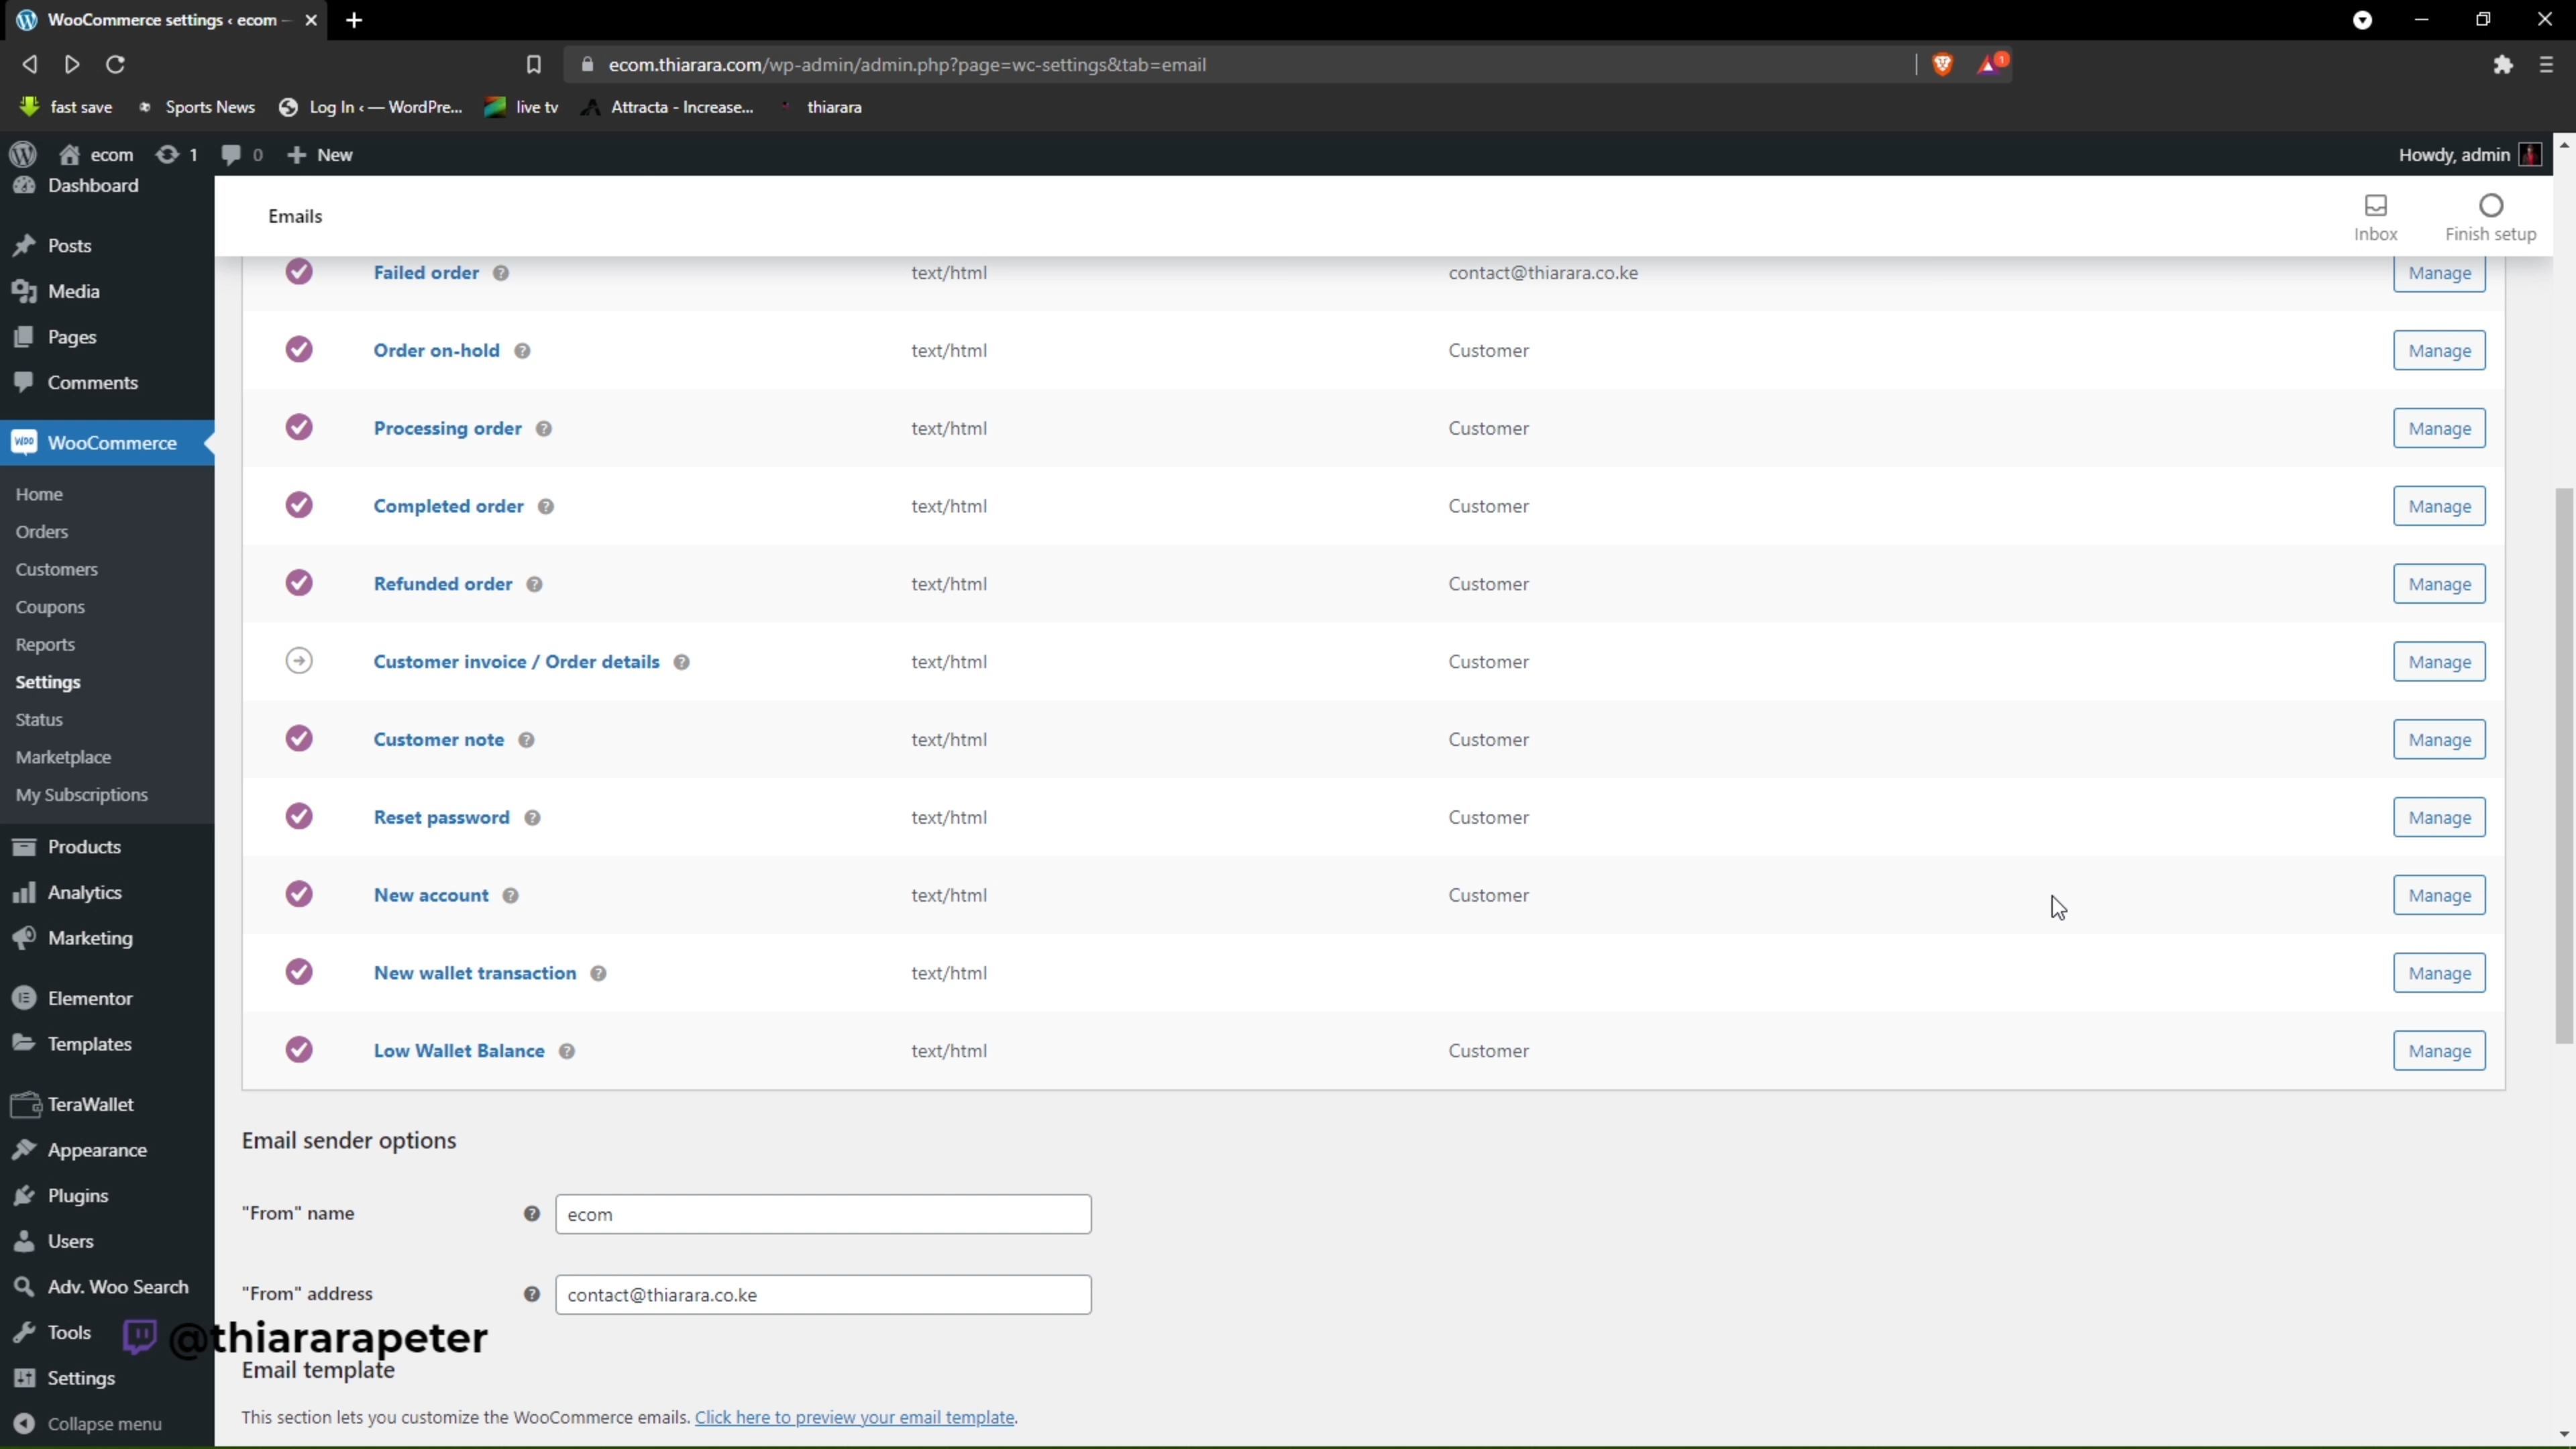 WooCommerce settings ‹ ecom —
ecom.thiarara.com/wp-admin/admin.php?page=wc-settings&tab=email
1
fast save
Sports News
Log In ‹ — WordPre...
live tv
Attracta - Increase...
thiarara
ecom
1
0
New
Howdy, admin
Dashboard
Posts
Media
Pages
Comments
WooCommerce
Home
Orders
Customers
Coupons
Reports
Settings
Status
Marketplace
My Subscriptions
Products
Analytics
Marketing
Elementor
Templates
TeraWallet
Appearance
Plugins
Users
Adv. Woo Search
Tools
Settings
Collapse menu
Emails
Inbox
Finish setup
Failed order ? text/html contact@thiarara.co.ke Manage
Order on-hold ? text/html Customer Manage
Processing order ? text/html Customer Manage
Completed order ? text/html Customer Manage
Refunded order ? text/html Customer Manage
Customer invoice / Order details ? text/html Customer Manage
Customer note ? text/html Customer Manage
Reset password ? text/html Customer Manage
New account ? text/html Customer Manage
New wallet transaction ? text/html Manage
Low Wallet Balance ? text/html Customer Manage
Email sender options
"From" name ? ecom
"From" address ? contact@thiarara.co.ke
@thiararapeter
Email template
This section lets you customize the WooCommerce emails. Click here to preview your email template.